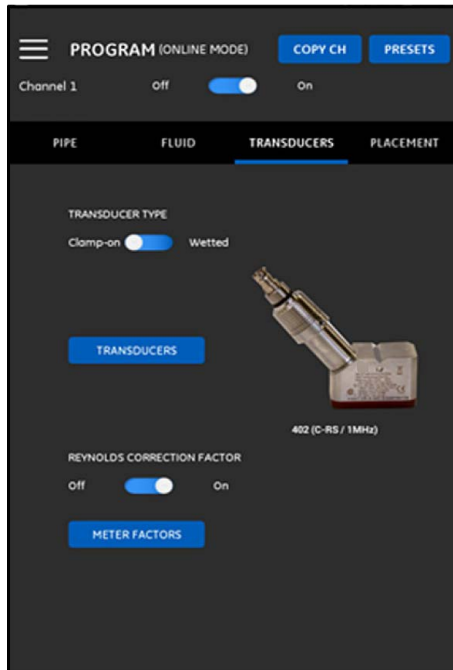 PROGRAM (ONLINE MODE) COPY CH PRESETS
Channel 1 Off On
PIPE FLUID TRANSDUCERS PLACEMENT
TRANSDUCER TYPE
Clamp-on Wetted
TRANSDUCERS
402 (C-RS / 1MHz)
REYNOLDS CORRECTION FACTOR
Off On
METER FACTORS